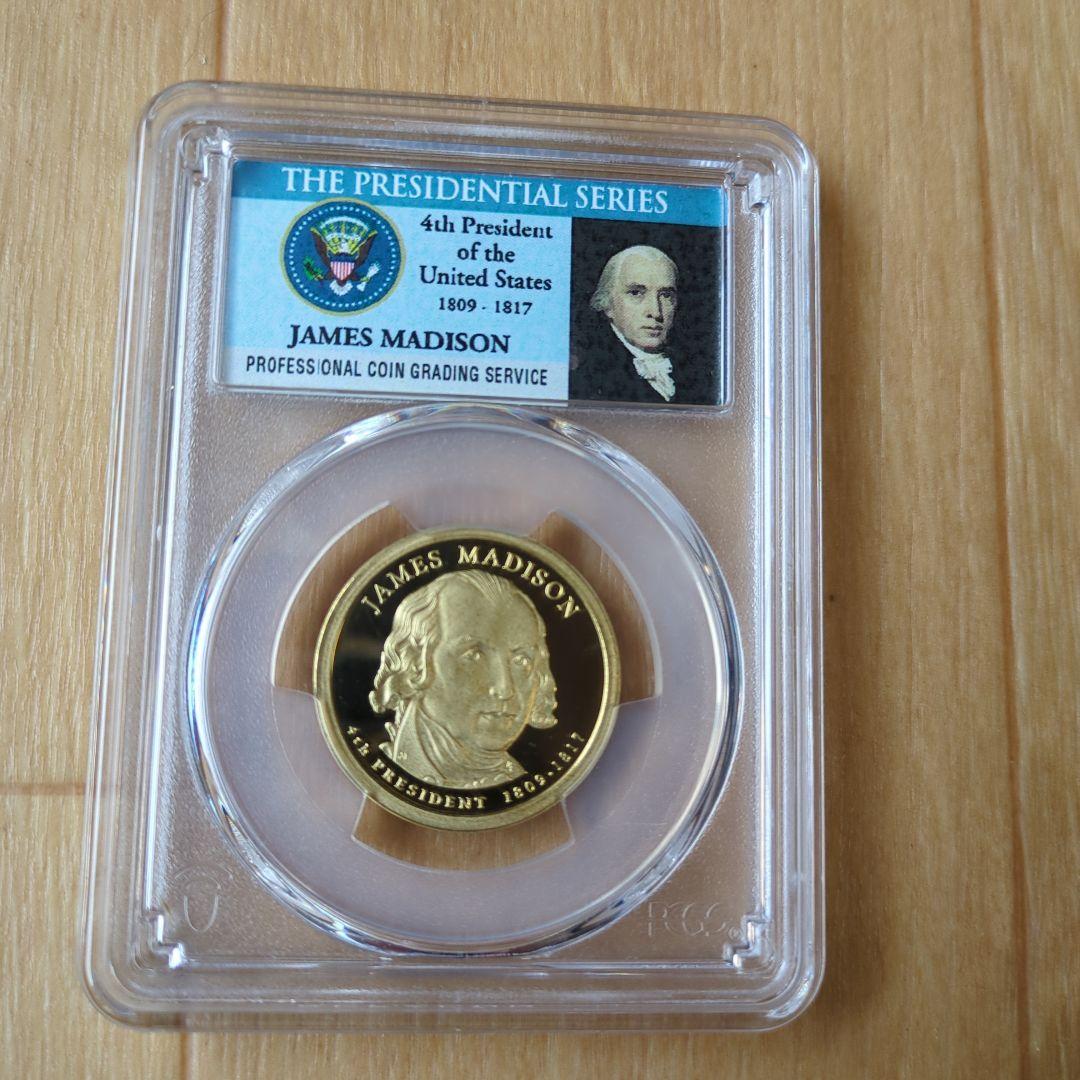 THE PRESIDENTIAL SERIES
4th President
of the
United States
1809 - 1817
JAMES MADISON
PROFESSIONAL COIN GRADING SERVICE
JAMES MADISON
4th PRESIDENT 1809-1817
PCGS